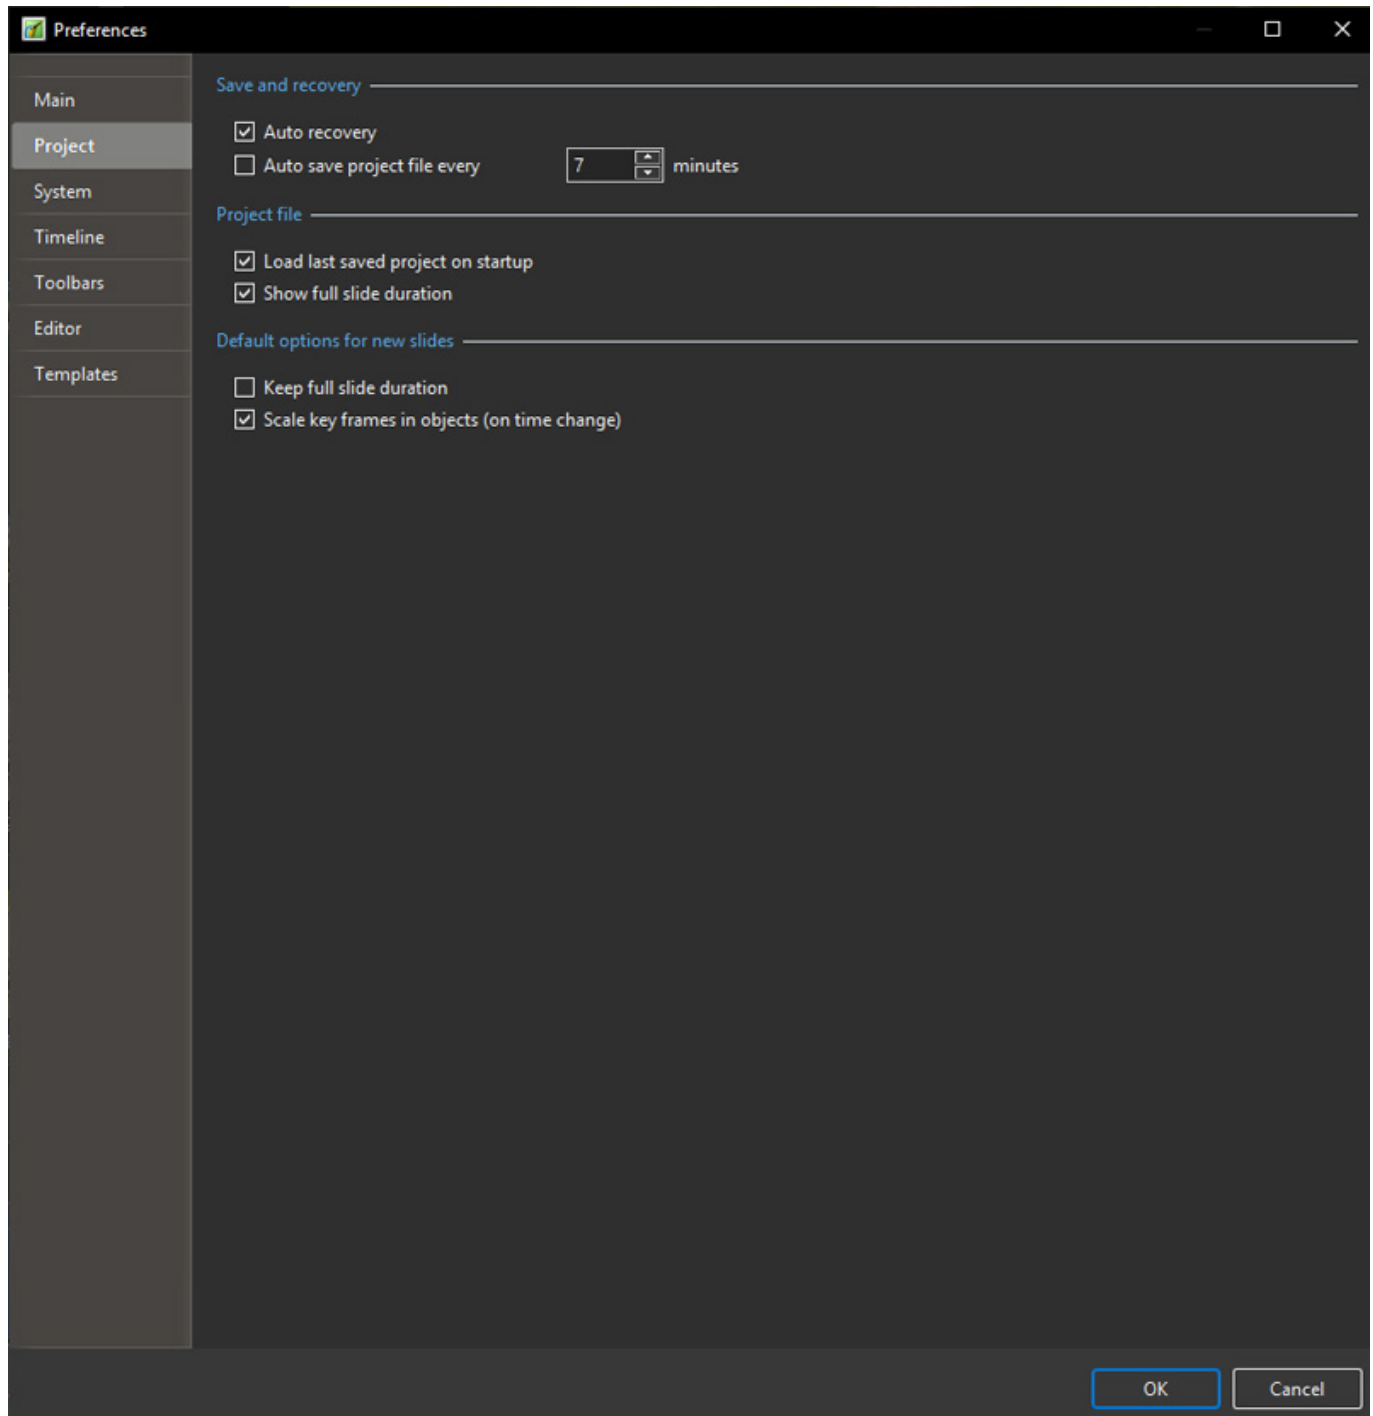 Preferences
Main
Project
System
Timeline
Toolbars
Editor
Templates
Save and recovery
Auto recovery
Auto save project file every 7 minutes
Project file
Load last saved project on startup
Show full slide duration
Default options for new slides
Keep full slide duration
Scale key frames in objects (on time change)
OK Cancel